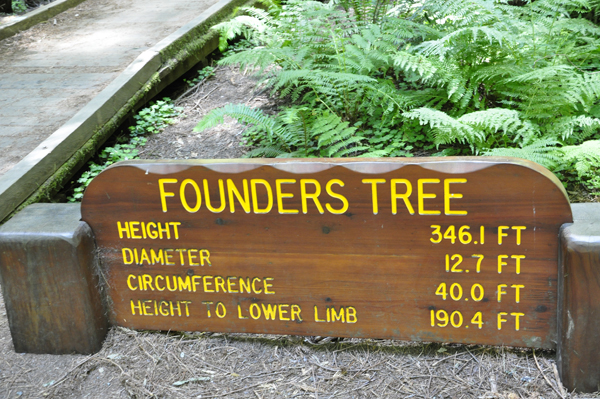 FOUNDERS TREE
HEIGHT 346.1 FT
DIAMETER 12.7 FT
CIRCUMFERENCE 40.0 FT
HEIGHT TO LOWER LIMB 190.4 FT